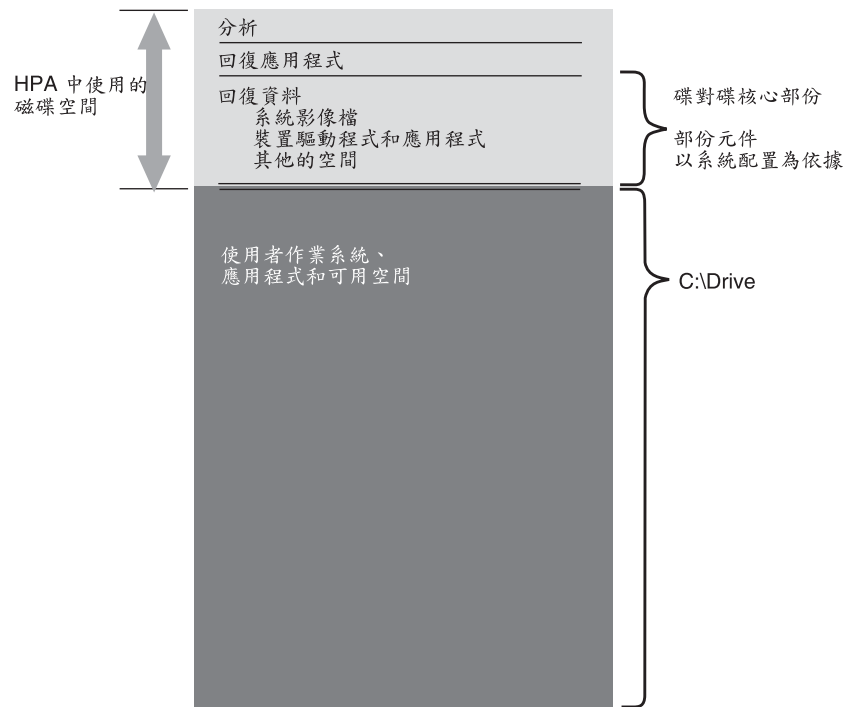 分析
回復應用程式
HPA 中使用的
磁碟空間
回復資料
系統影像檔
裝置驅動程式和應用程式
其他的空間
碟對碟核心部份
部份元件
以系統配置為依據
使用者作業系統、
應用程式和可用空間
C:\Drive